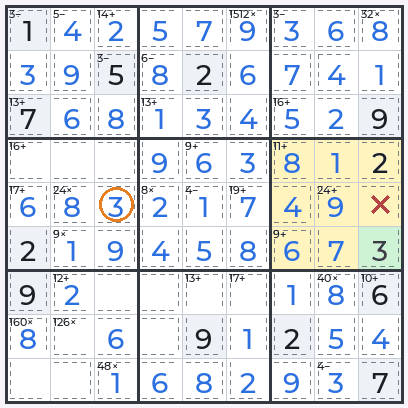 3÷ 5− 14+ 1512× 3− 32×
1 4 2 5 7 9 3 6 8
3− 6−
3 9 5 8 2 6 7 4 1
13+ 13+ 16+
7 6 8 1 3 4 5 2 9
16+ 9+ 11+
9 6 3 8 1 2
17+ 24× 8× 4− 19+ 24+
6 8 3 2 1 7 4 9 ×
9× 9+
2 1 9 4 5 8 6 7 3
12+ 13+ 17+ 40× 10+
9 2 1 8 6
160× 126×
8 6 9 1 2 5 4
48× 4−
1 6 8 2 9 3 7